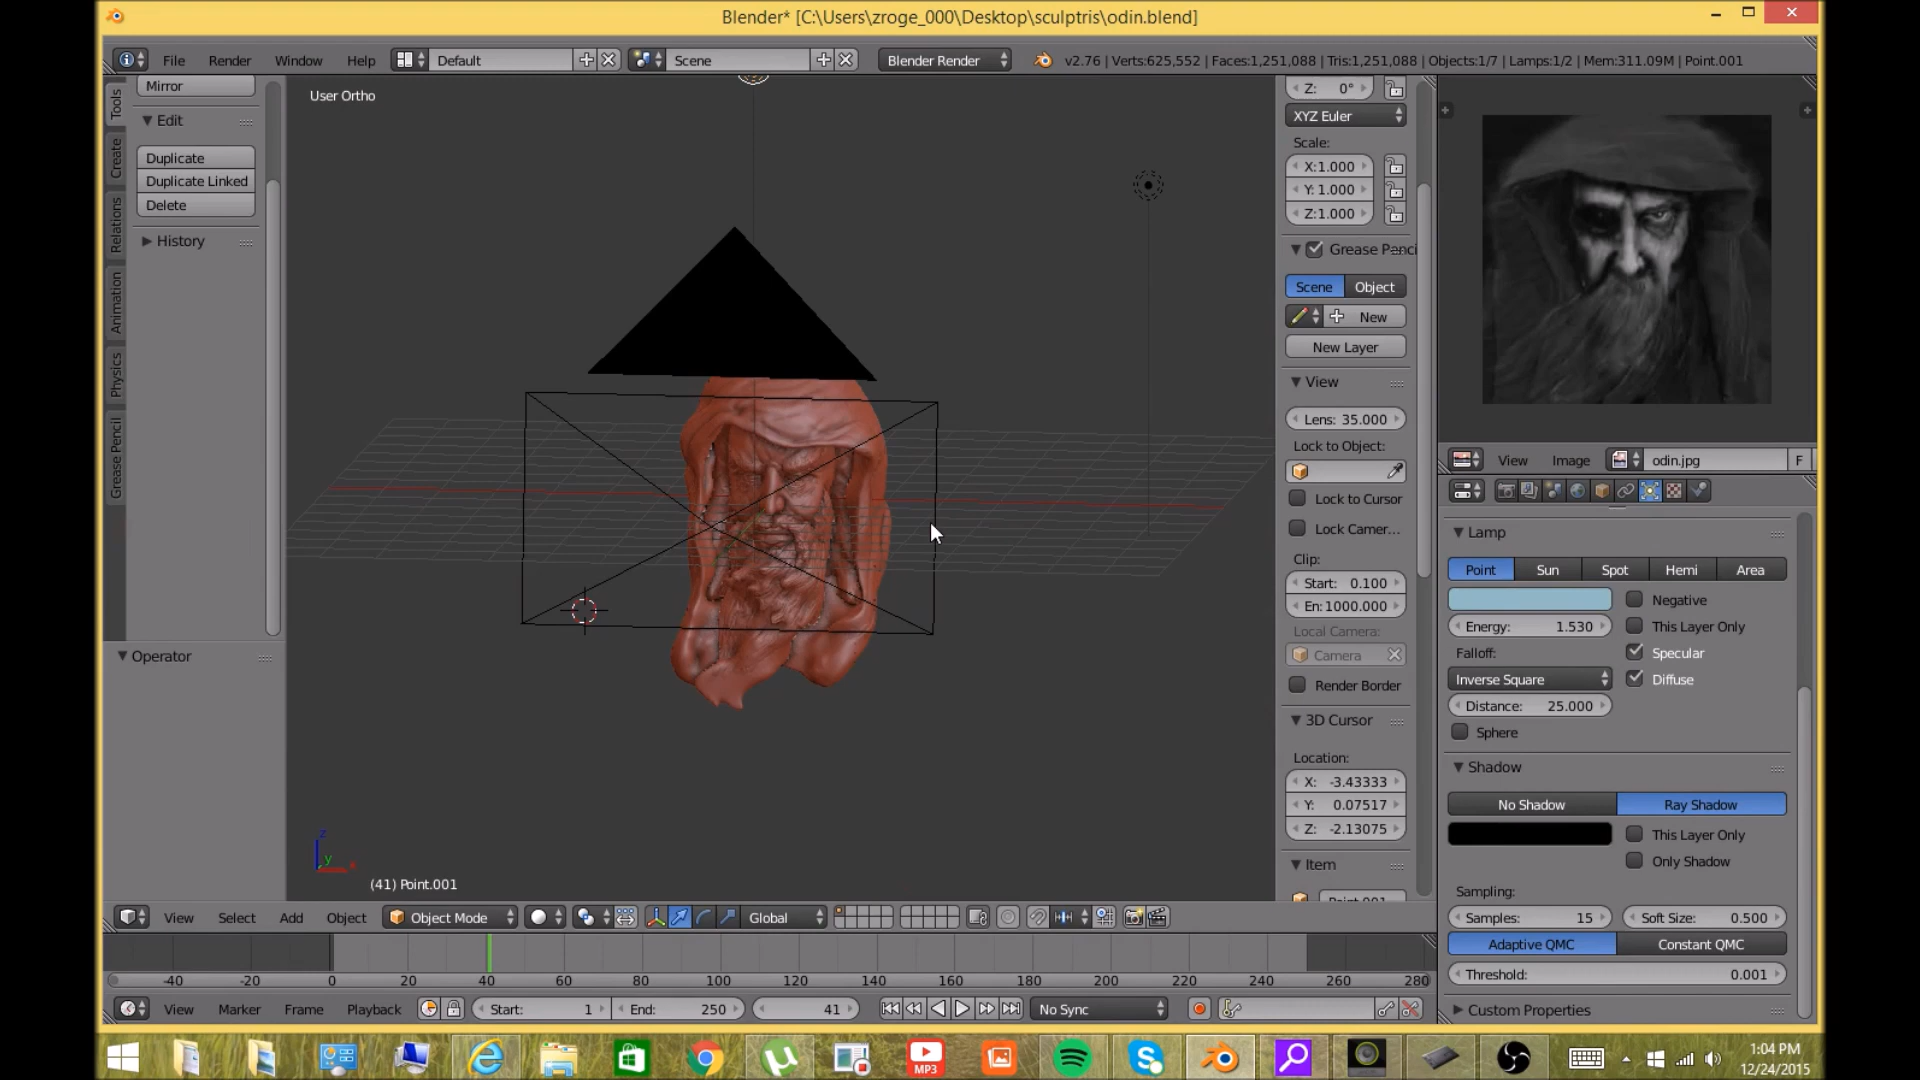 Blender* [C:\Users\zroge_000\Desktop\sculptris\odin.blend]
File Render Window Help Default Scene Blender Render v2.76 | Verts:625,552 | Faces:1,251,088 | Tris:1,251,088 | Objects:1/7 | Lamps:1/2 | Mem:311.09M | Point.001
Tools
Create
Relations
Animation
Physics
Grease Pencil
Mirror
Edit
Duplicate
Duplicate Linked
Delete
History
Operator
User Ortho
z
y
x
(41) Point.001
Z: 0°
XYZ Euler
Scale:
X:1.000
Y: 1.000
Z:1.000
Grease Penci
Scene Object
New
New Layer
View
Lens: 35.000
Lock to Object:
Lock to Cursor
Lock Camer...
Clip:
Start: 0.100
En:1000.000
Local Camera:
Camera
Render Border
3D Cursor
Location:
X: -3.43333
Y: 0.07517
Z: -2.13075
Item
View Image odin.jpg F
Lamp
Point Sun Spot Hemi Area
Negative
Energy: 1.530 This Layer Only
Falloff: Specular
Inverse Square Diffuse
Distance: 25.000
Sphere
Shadow
No Shadow Ray Shadow
This Layer Only
Only Shadow
Sampling:
Samples: 15 Soft Size: 0.500
Adaptive QMC Constant QMC
Threshold: 0.001
Custom Properties
View Select Add Object Object Mode Global
-40 -20 0 20 40 60 80 100 120 140 160 180 200 220 240 260 280
View Marker Frame Playback Start: 1 End: 250 41 No Sync
MP3
1:04 PM
12/24/2015